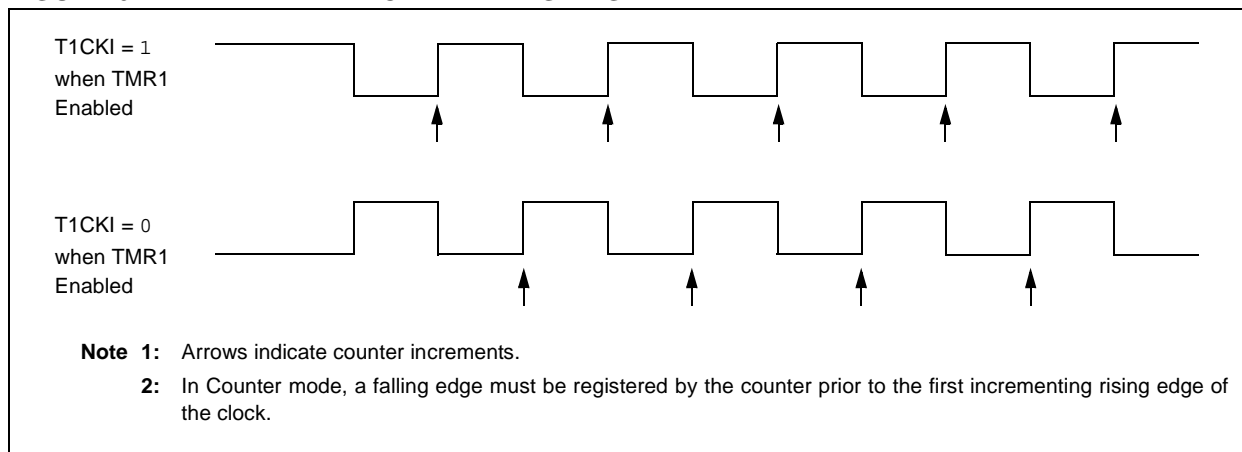 T1CKI = 1
when TMR1
Enabled
T1CKI = 0
when TMR1
Enabled
Note 1: Arrows indicate counter increments.
2: In Counter mode, a falling edge must be registered by the counter prior to the first incrementing rising edge of
the clock.